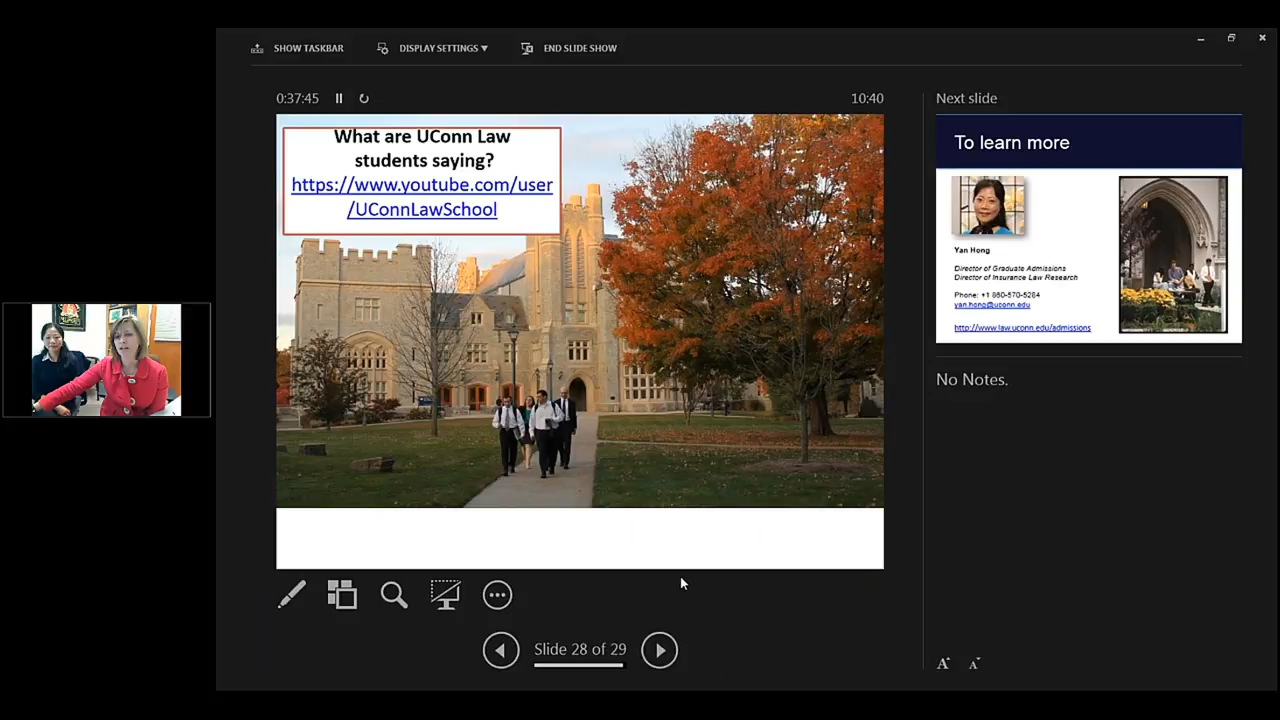 SHOW TASKBAR
DISPLAY SETTINGS ▼
END SLIDE SHOW
0:37:45
10:40
What are UConn Law
students saying?
https://www.youtube.com/user
/UConnLawSchool
Next slide
To learn more
Yan Hong
Director of Graduate Admissions
Director of Insurance Law Research
Phone: +1 860-570-5284
yan.hong@uconn.edu
http://www.law.uconn.edu/admissions
No Notes.
Slide 28 of 29
A A